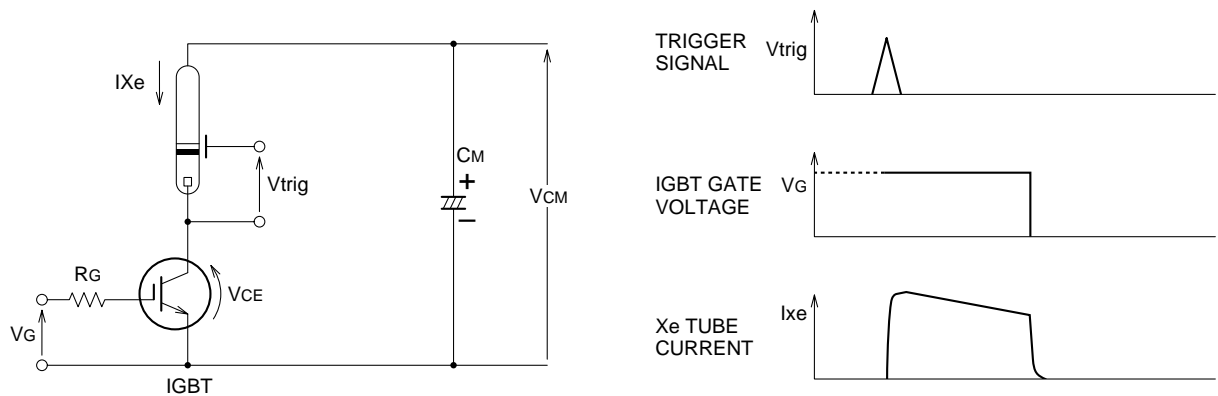 IXe
Vtrig
CM
+
−
VCM
RG
VCE
VG
IGBT
TRIGGER
SIGNAL
Vtrig
IGBT GATE
VOLTAGE
VG
Xe TUBE
CURRENT
Ixe